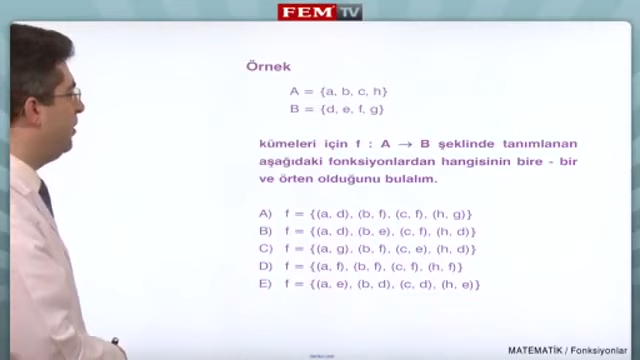 FEM TV
Örnek
A = {a, b, c, h}
B = {d, e, f, g}
kümeleri için f : A → B şeklinde tanımlanan
aşağıdaki fonksiyonlardan hangisinin bire - bir
ve örten olduğunu bulalım.
A) f = {(a, d), (b, f), (c, f), (h, g)}
B) f = {(a, d), (b, e), (c, f), (h, d)}
C) f = {(a, g), (b, f), (c, e), (h, d)}
D) f = {(a, f), (b, f), (c, f), (h, f)}
E) f = {(a, e), (b, d), (c, d), (h, e)}
MATEMATİK / Fonksiyonlar